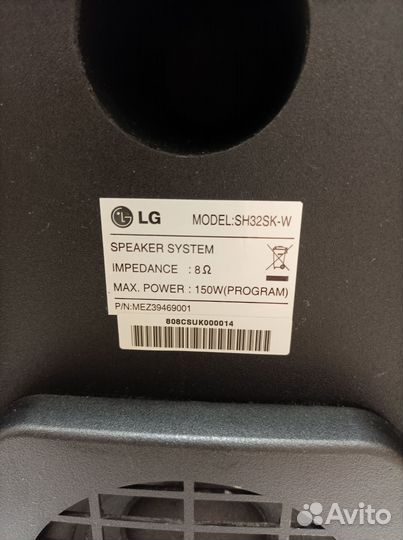 LG MODEL:SH32SK-W
SPEAKER SYSTEM
IMPEDANCE : 8Ω
MAX. POWER : 150W(PROGRAM)
P/N:MEZ39469001
808CSUK000014
Avito